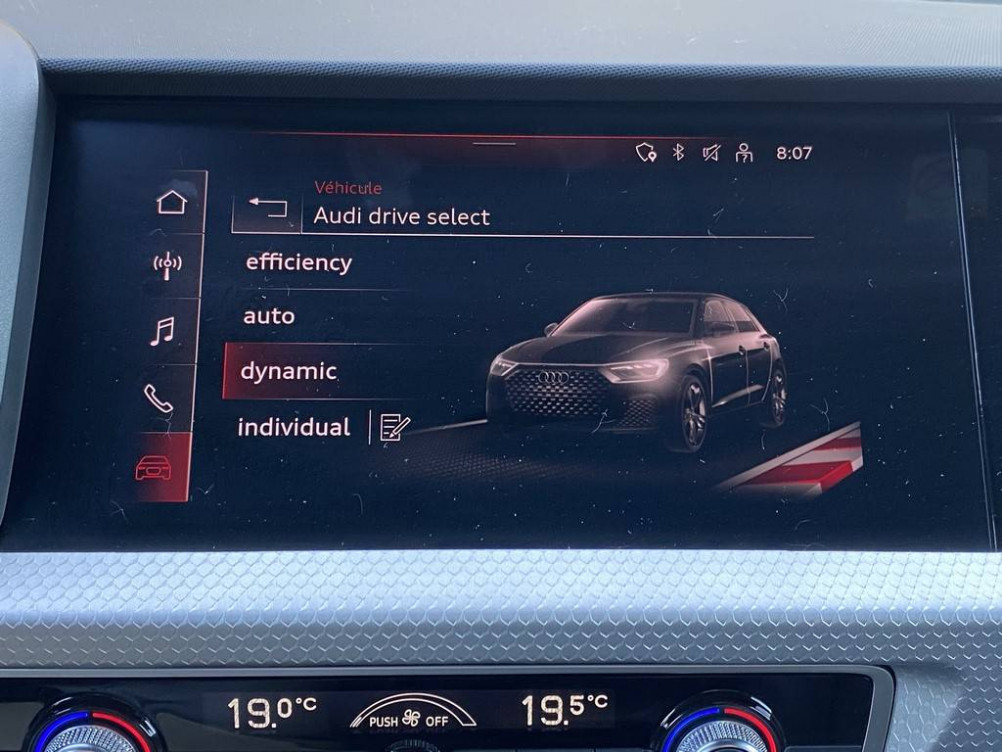 8:07
Véhicule
Audi drive select
efficiency
auto
dynamic
individual
19.0°C
PUSH OFF
19.5°C